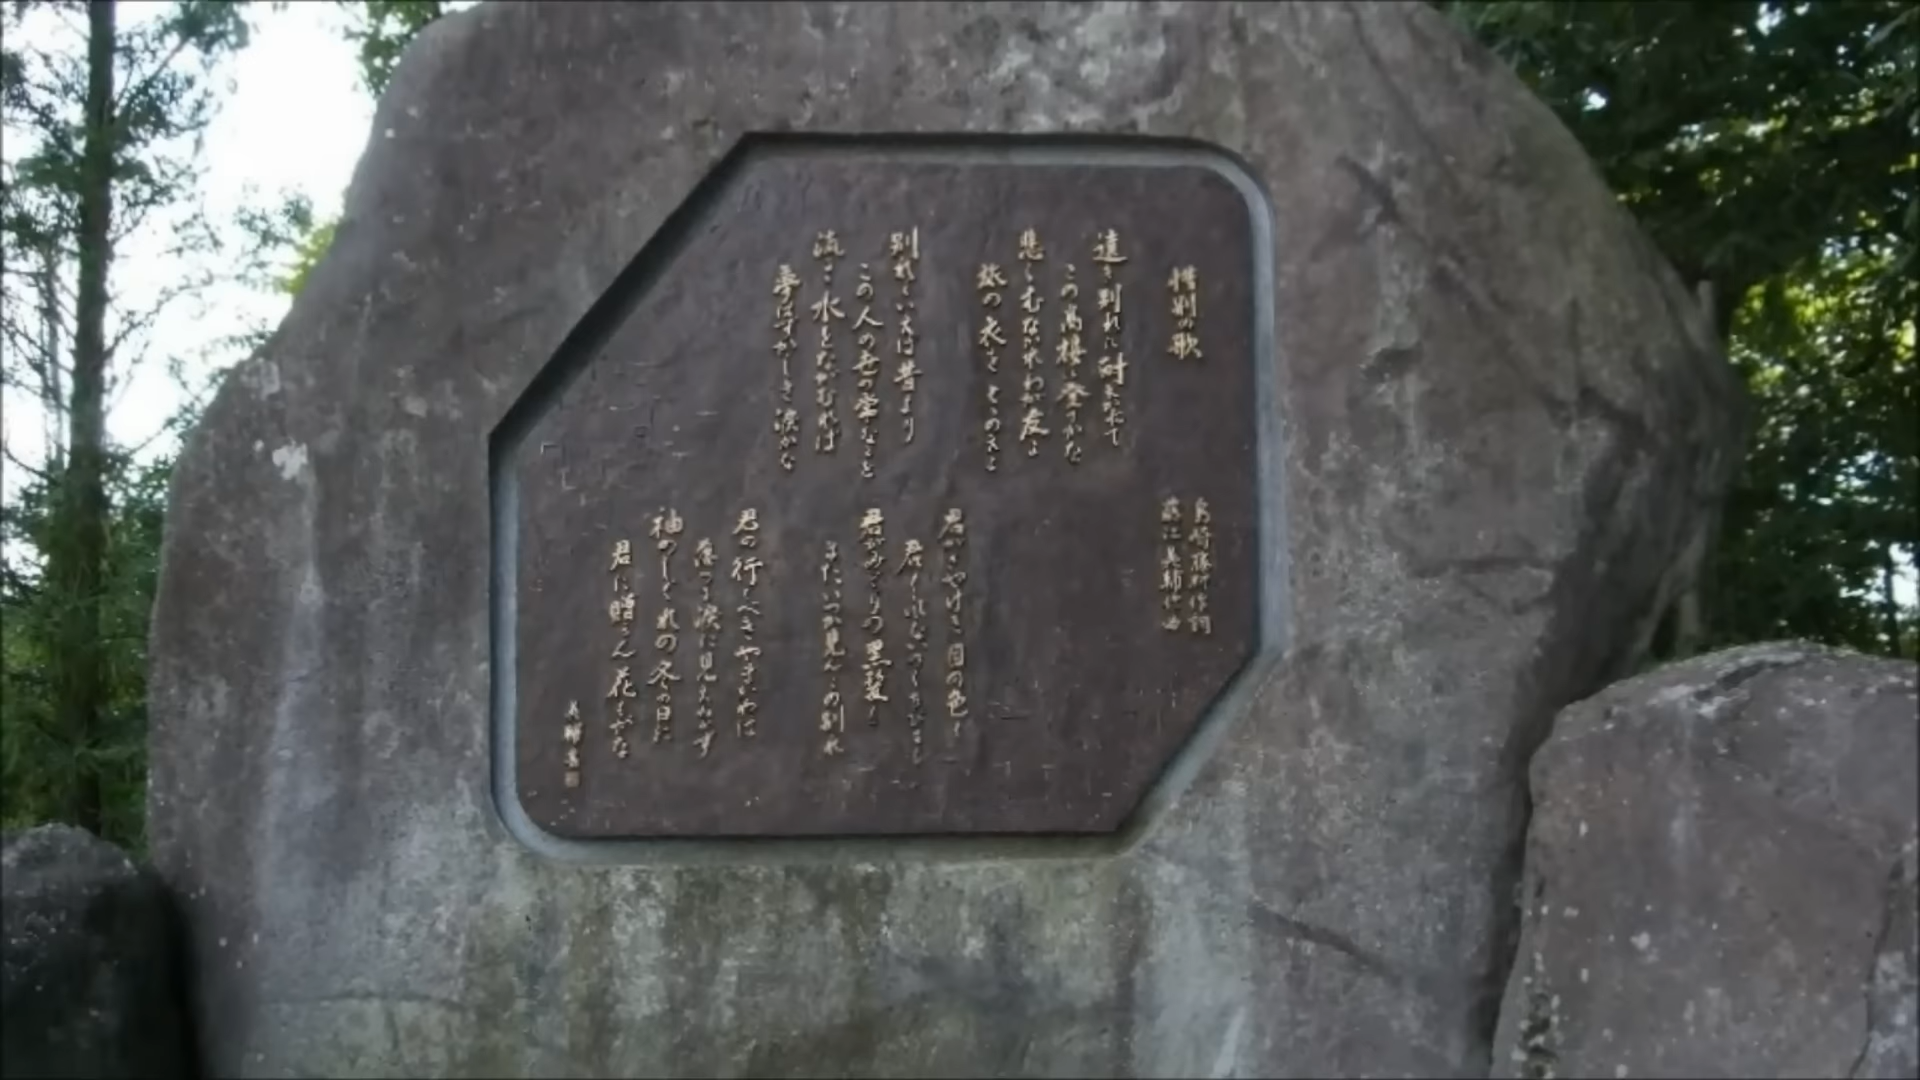 惜別の歌
島崎藤村作詞
藤江英輔作曲
遠き別れに耐えかねて
この高楼に登るかな
悲しむなかれわが友よ
旅の衣をととのえよ
別れといえば昔より
この人の世の常なるを
流るる水をながむれば
夢はずかしき涙かな
君がさやけき目の色も
君くれないのくちびるも
君がみどりの黒髪も
またいつか見んこの別れ
君の行くべきやまかわは
落つる涙に見えわかず
袖のしぐれの冬の日に
君に贈らん花もがな
英輔書